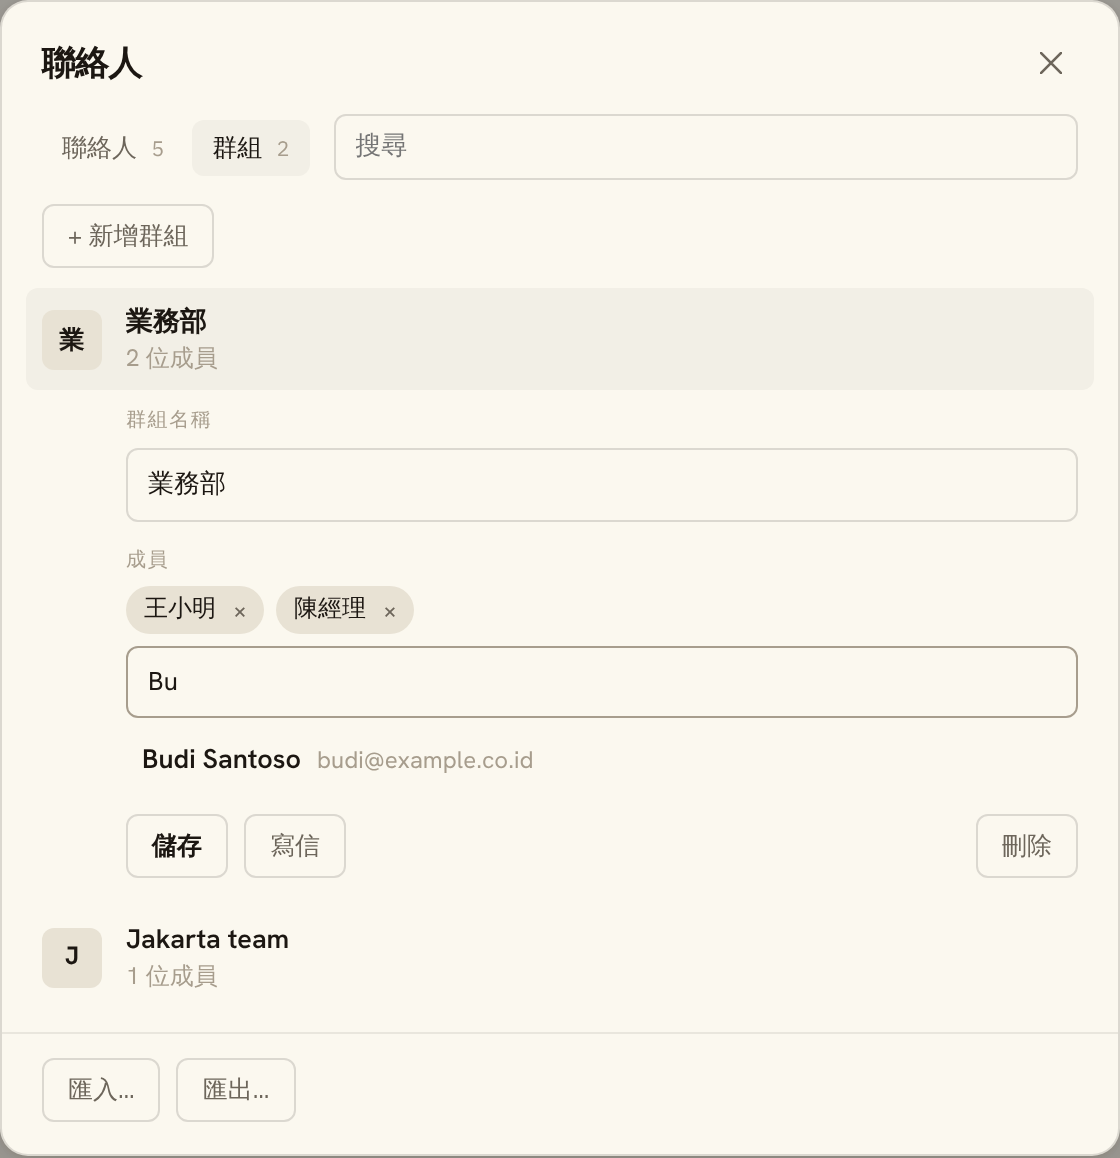 聯絡人
聯絡人 5 群組 2 搜尋
+ 新增群組
業 業務部
2 位成員
群組名稱
業務部
成員
王小明 × 陳經理 ×
Bu
Budi Santoso budi@example.co.id
儲存 寫信 刪除
J Jakarta team
1 位成員
匯入... 匯出...